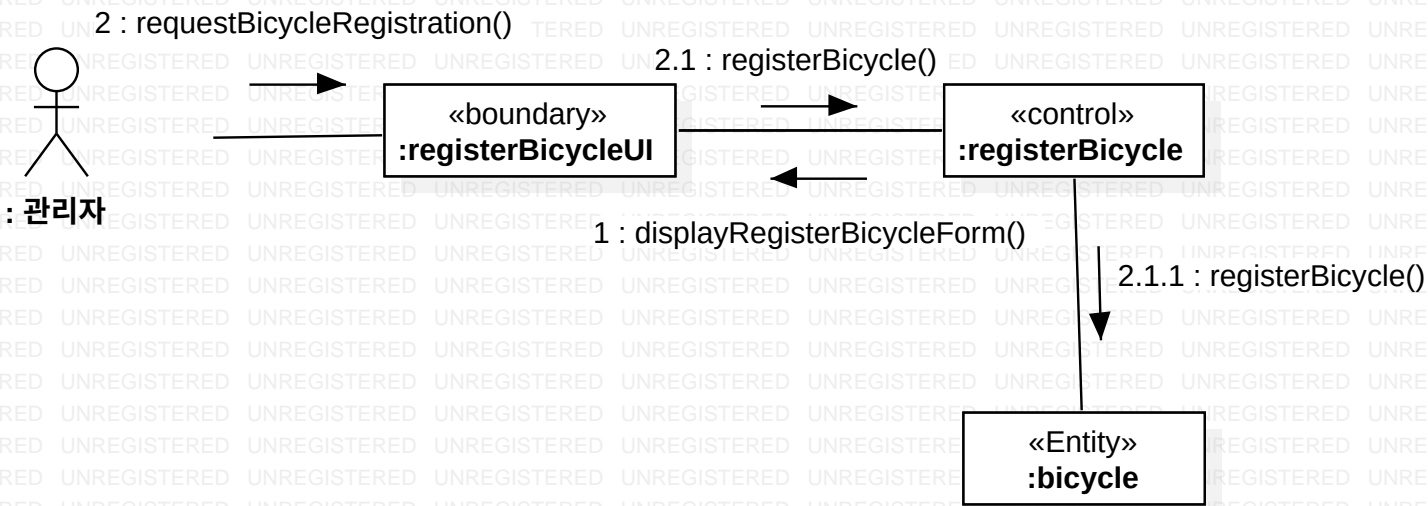 2 : requestBicycleRegistration()
2.1 : registerBicycle()
«boundary»
:registerBicycleUI
«control»
:registerBicycle
: 관리자
1 : displayRegisterBicycleForm()
2.1.1 : registerBicycle()
«Entity»
:bicycle
UNREGISTERED